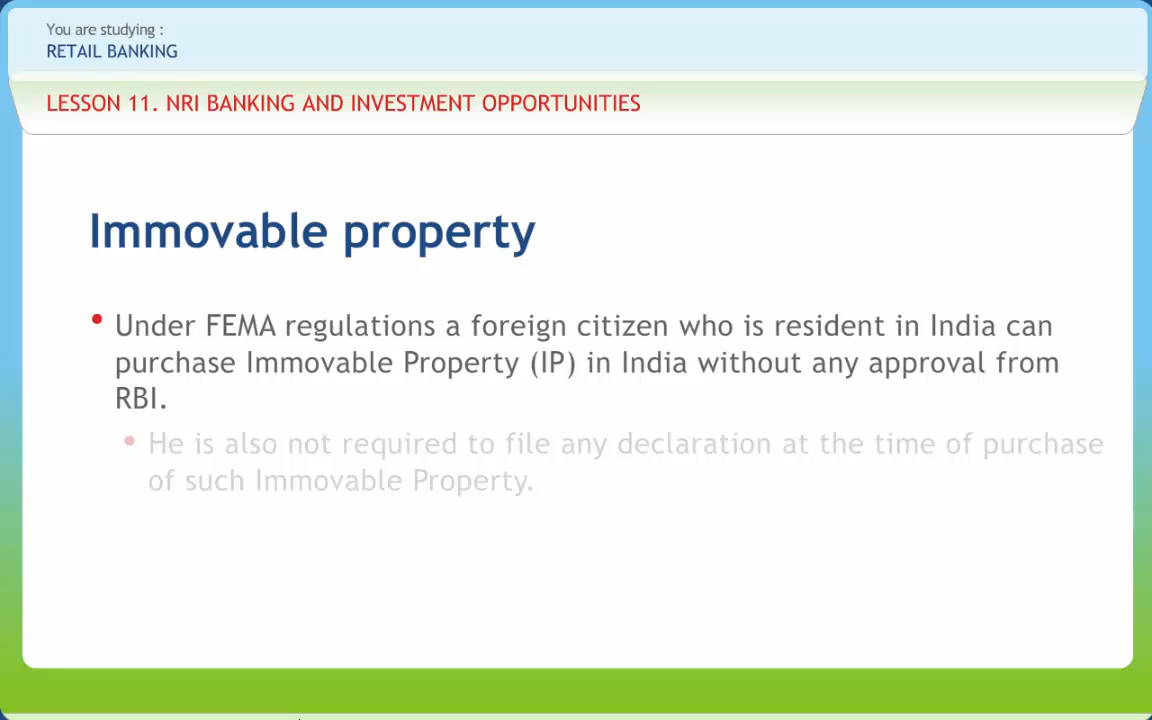 You are studying :
RETAIL BANKING
LESSON 11. NRI BANKING AND INVESTMENT OPPORTUNITIES
Immovable property
• Under FEMA regulations a foreign citizen who is resident in India can
purchase Immovable Property (IP) in India without any approval from
RBI.
• He is also not required to file any declaration at the time of purchase
of such Immovable Property.